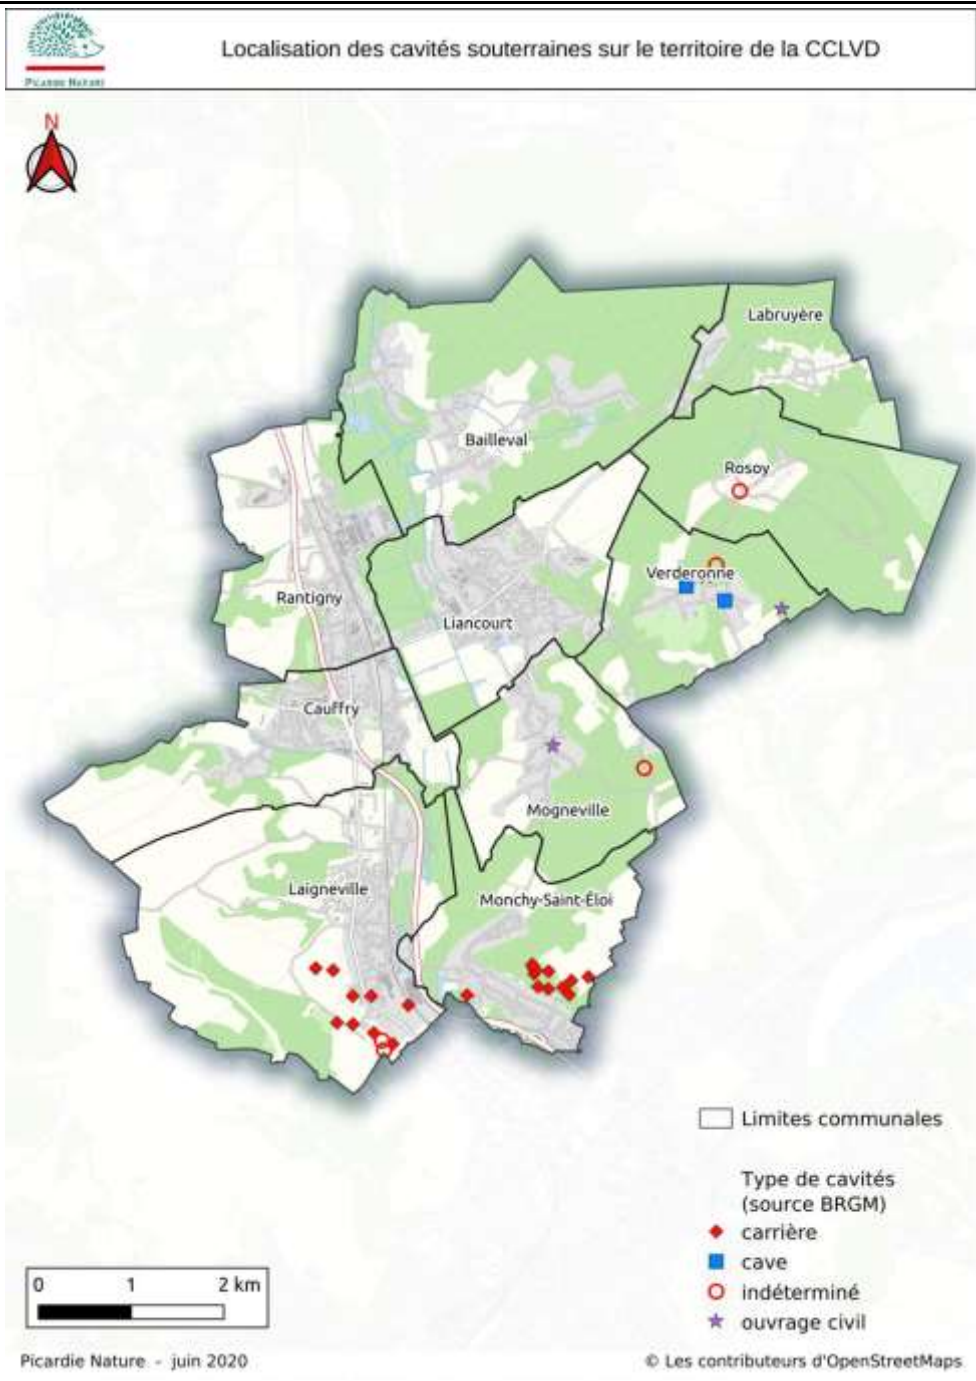 Localisation des cavités souterraines sur le territoire de la CCLVD
PICARDIE NATURE
N
Labruyère
Bailleval
Rosoy
Verderonne
Rantigny
Liancourt
Cauffry
Mogneville
Laigneville
Monchy-Saint-Éloi
Limites communales
Type de cavités
(source BRGM)
carrière
cave
indéterminé
ouvrage civil
0 1 2 km
Picardie Nature - juin 2020
© Les contributeurs d'OpenStreetMaps